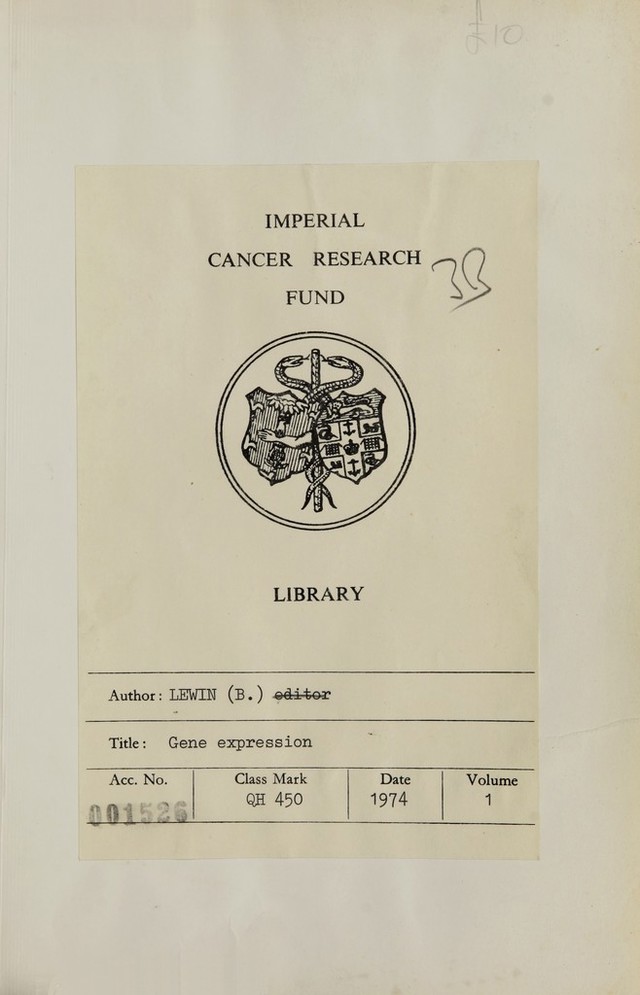 £10
IMPERIAL
CANCER RESEARCH
FUND
LIBRARY
Author: LEWIN (B.) editor
Title: Gene expression
Acc. No. Class Mark Date Volume
001526 QH 450 1974 1